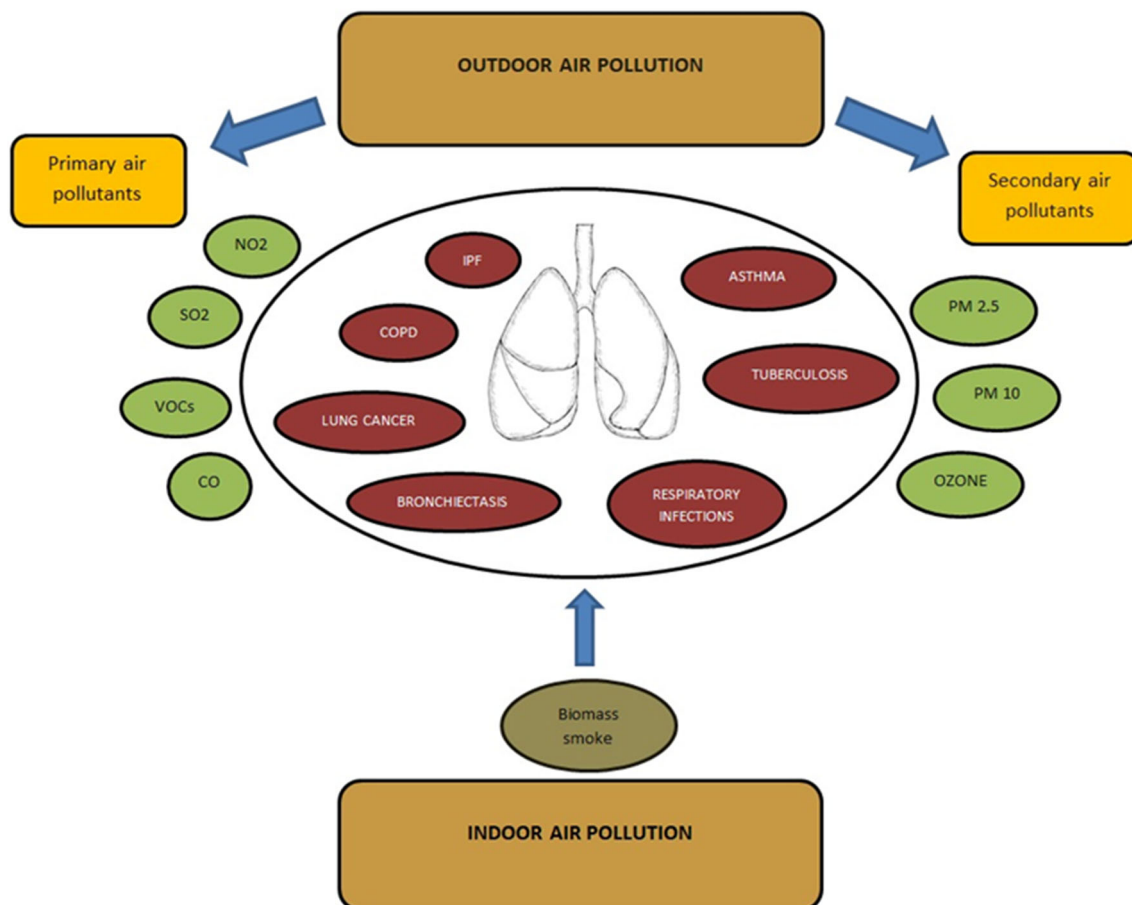 OUTDOOR AIR POLLUTION
Primary air
pollutants
Secondary air
pollutants
NO2
SO2
VOCs
CO
IPF
COPD
LUNG CANCER
BRONCHIECTASIS
ASTHMA
TUBERCULOSIS
RESPIRATORY
INFECTIONS
PM 2.5
PM 10
OZONE
Biomass
smoke
INDOOR AIR POLLUTION